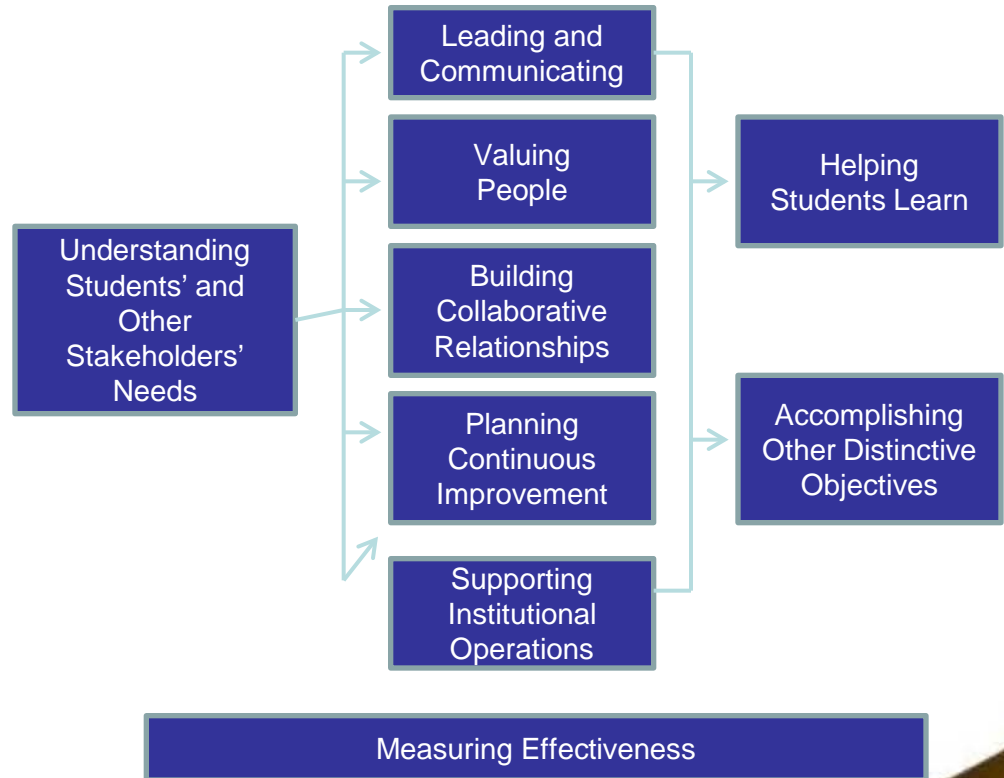 Understanding
Students’ and
Other
Stakeholders’
Needs
Leading and
Communicating
Valuing
People
Building
Collaborative
Relationships
Planning
Continuous
Improvement
Supporting
Institutional
Operations
Helping
Students Learn
Accomplishing
Other Distinctive
Objectives
Measuring Effectiveness